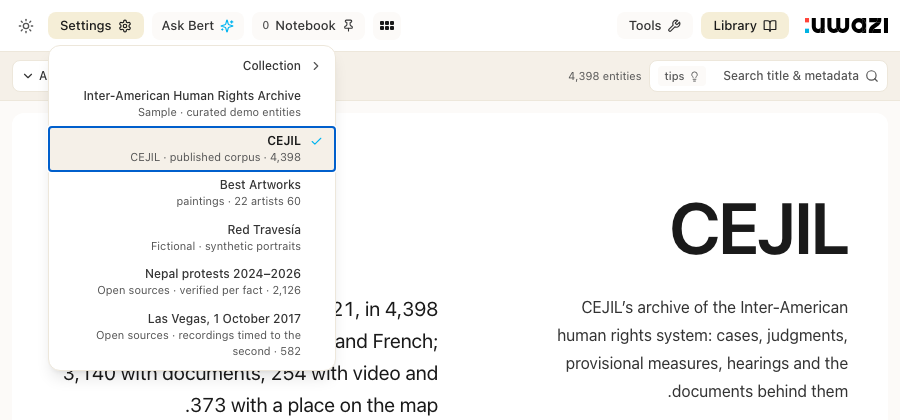 Settings
Ask Bert
0 Notebook
Tools
Library
:uwazi
A
4,398 entities
tips
Search title & metadata
Collection
Inter-American Human Rights Archive
Sample · curated demo entities
CEJIL
CEJIL · published corpus · 4,398
Best Artworks
paintings · 22 artists 60
Red Travesía
Fictional · synthetic portraits
Nepal protests 2024–2026
Open sources · verified per fact · 2,126
Las Vegas, 1 October 2017
Open sources · recordings timed to the
second · 582
CEJIL
CEJIL’s archive of the Inter-American
human rights system: cases, judgments,
provisional measures, hearings and the
.documents behind them
21, in 4,398
and French;
3,140 with documents, 254 with video and
.373 with a place on the map